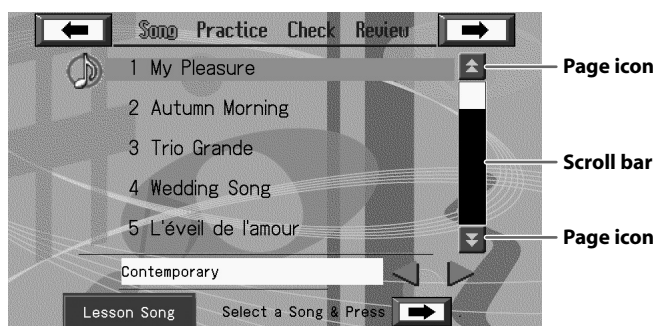 Song Practice Check Review
1 My Pleasure
Page icon
2 Autumn Morning
3 Trio Grande
Scroll bar
4 Wedding Song
5 L'éveil de l'amour
Page icon
Contemporary
Lesson Song Select a Song & Press